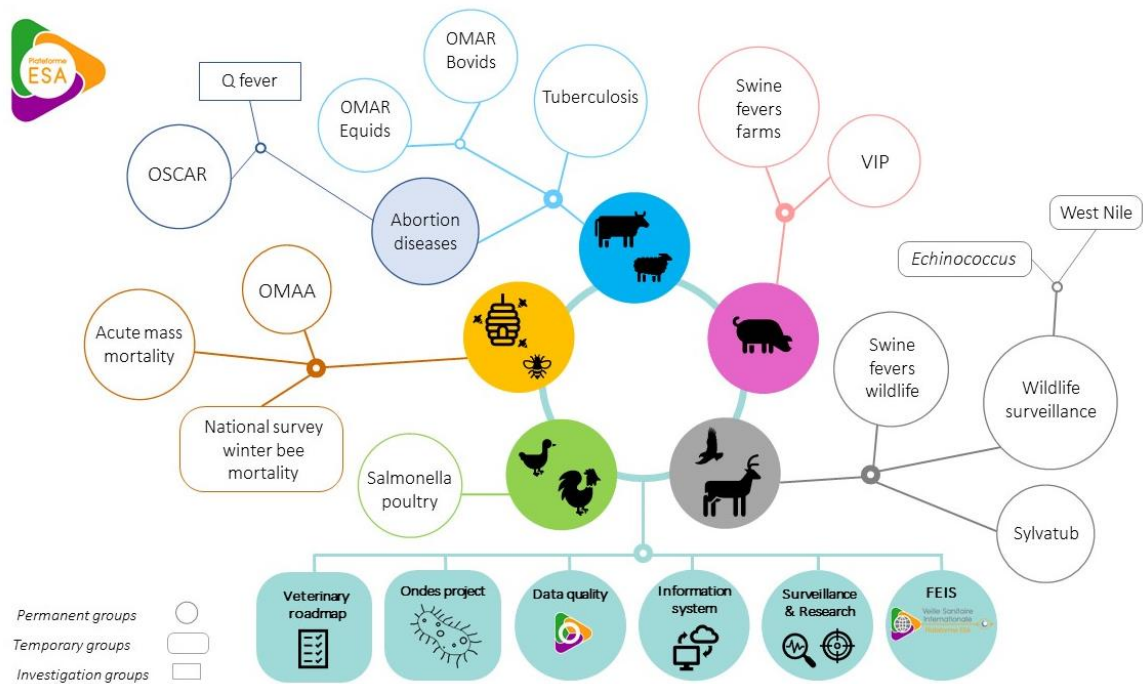 Plateforme
ESA
Q fever
OSCAR
OMAR
Equids
OMAR
Bovids
Tuberculosis
Abortion
diseases
Swine
fevers
farms
VIP
West Nile
Echinococcus
Swine
fevers
wildlife
Wildlife
surveillance
Sylvatub
OMAA
Acute mass
mortality
National survey
winter bee
mortality
Salmonella
poultry
Veterinary
roadmap
Ondes project
Data quality
Information
system
Surveillance
& Research
FEIS
Veille Sanitaire
Internationale
Plateforme ESA
Permanent groups
Temporary groups
Investigation groups